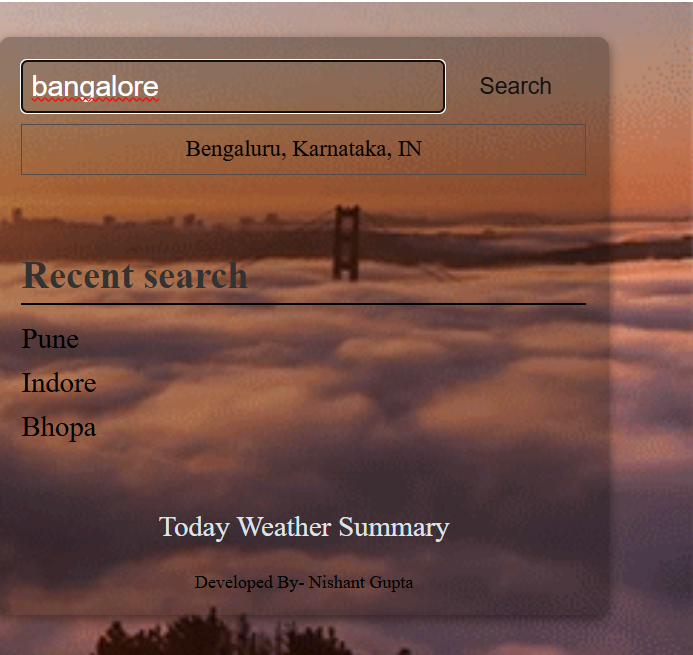 bangalore
Search
Bengaluru, Karnataka, IN
Recent search
Pune
Indore
Bhopa
Today Weather Summary
Developed By- Nishant Gupta